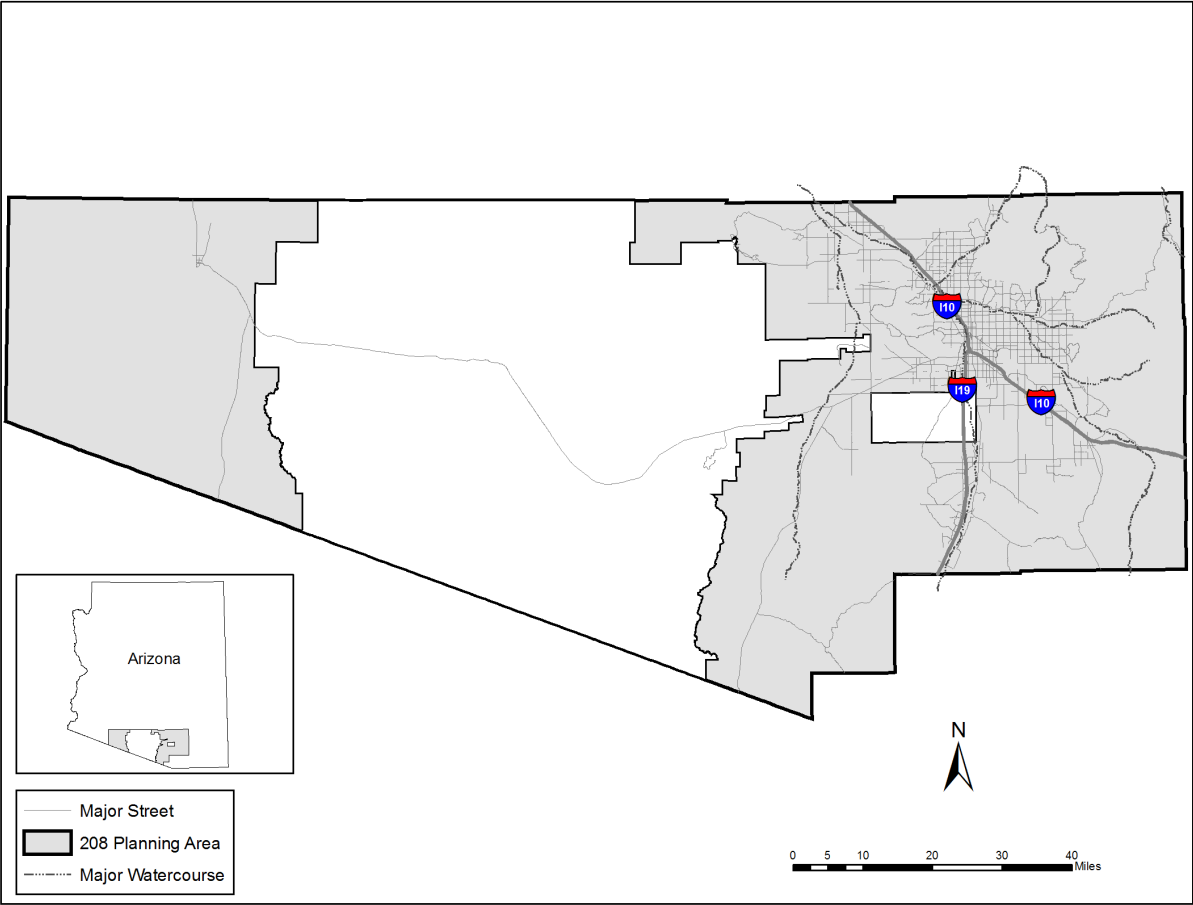 I10
I19
I10
Arizona
N
Major Street
208 Planning Area
Major Watercourse
0 5 10 20 30 40
Miles